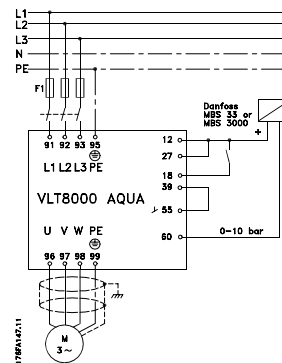 L1
L2
L3
N
PE
F1
Danfoss
MBS 33 or
MBS 3000
+
91 92 93 95
12
27
L1 L2 L3 PE
18
39
VLT8000 AQUA
55
U V W PE
60
0-10 bar
96 97 98 99
M
3~
176FA147.11